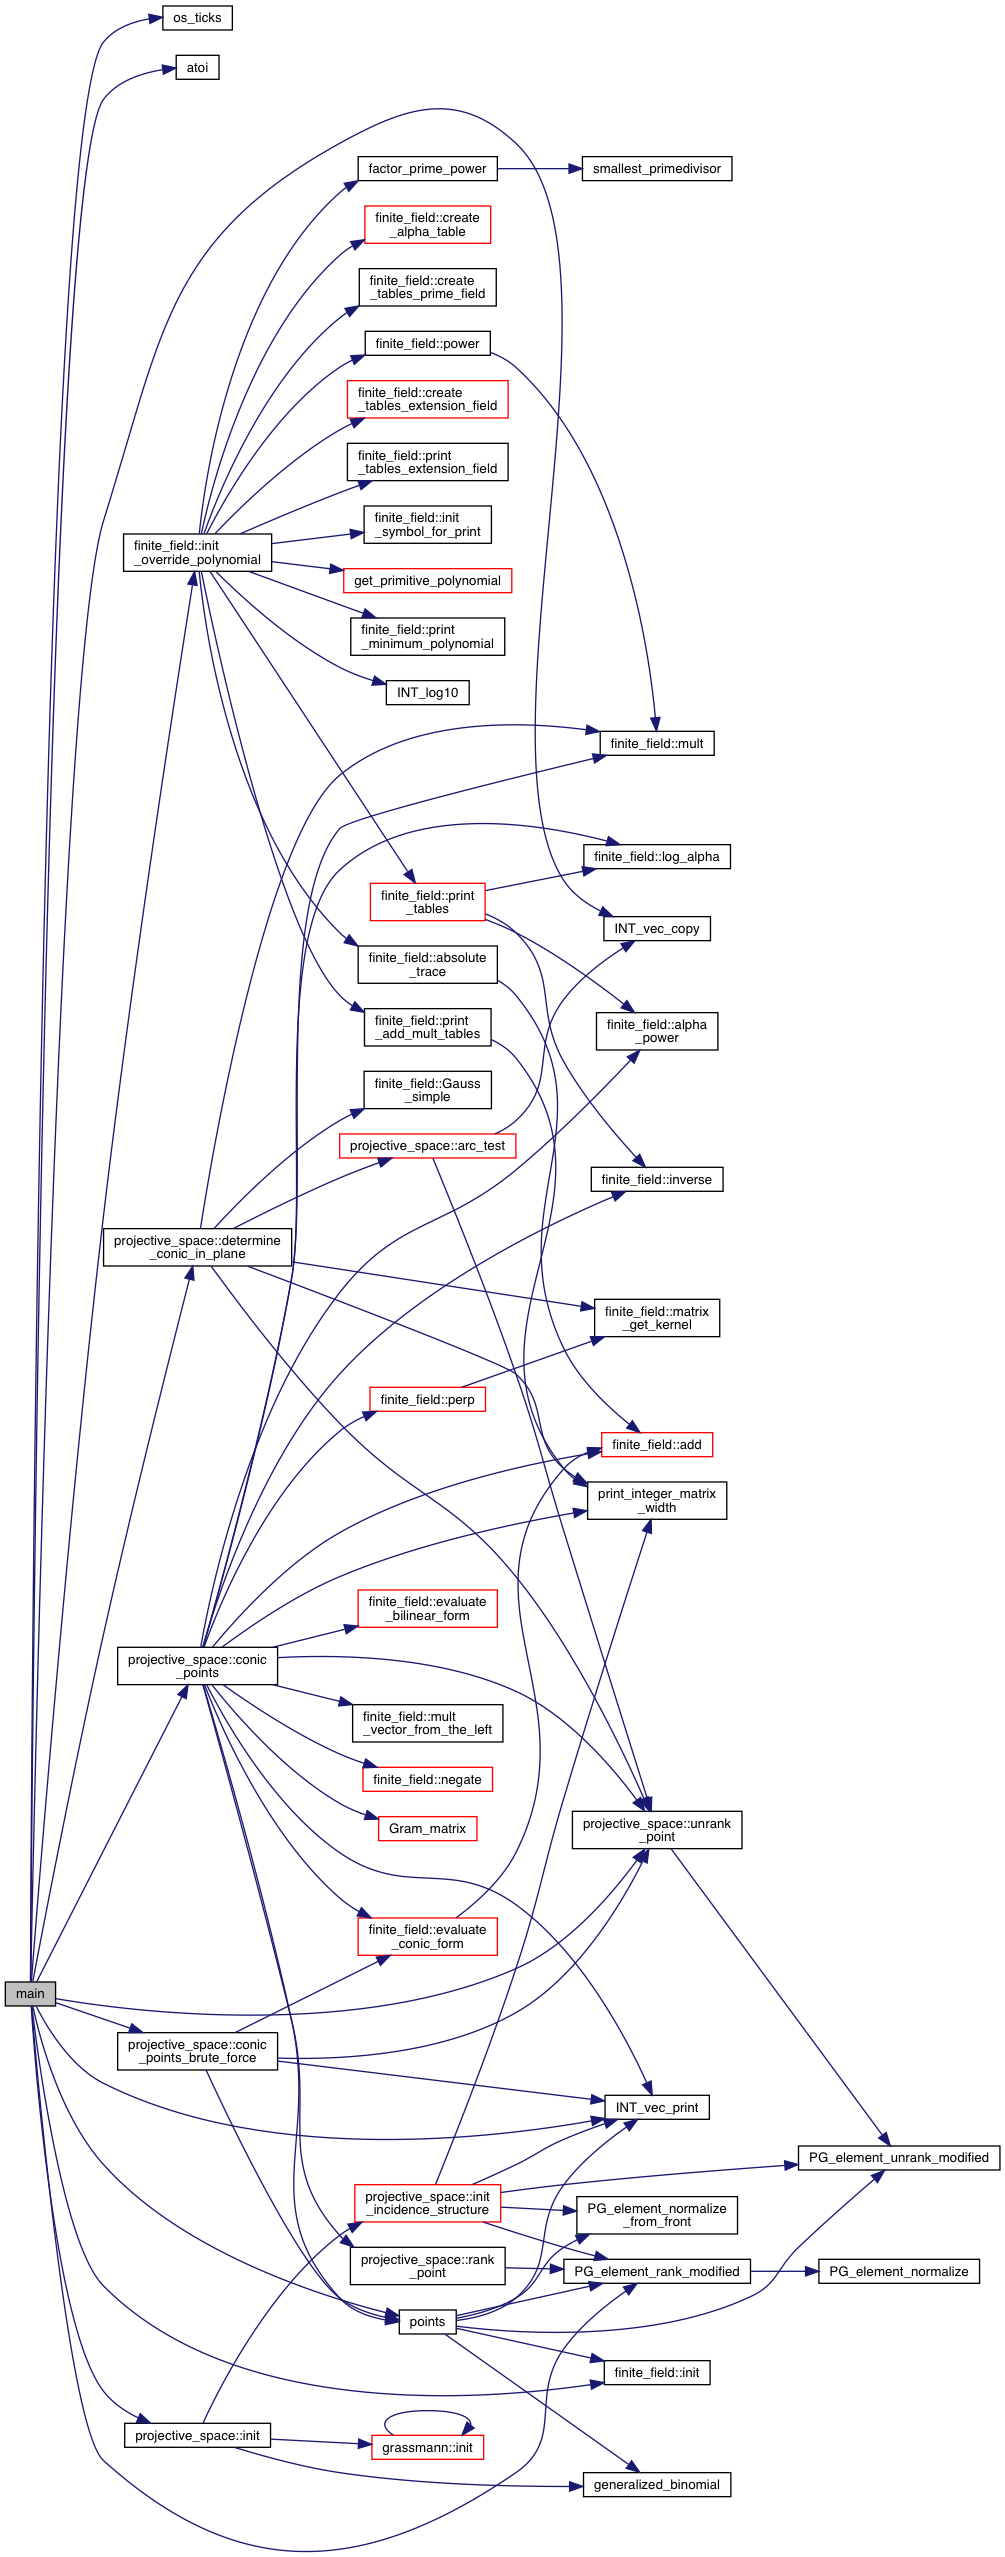 os_ticks
atoi
factor_prime_power
smallest_primedivisor
finite_field::create
_alpha_table
finite_field::create
_tables_prime_field
finite_field::power
finite_field::create
_tables_extension_field
finite_field::print
_tables_extension_field
finite_field::init
_symbol_for_print
finite_field::init
_override_polynomial
get_primitive_polynomial
finite_field::print
_minimum_polynomial
INT_log10
finite_field::mult
finite_field::log_alpha
finite_field::print
_tables
INT_vec_copy
finite_field::absolute
_trace
finite_field::alpha
_power
finite_field::print
_add_mult_tables
finite_field::Gauss
_simple
projective_space::arc_test
finite_field::inverse
projective_space::determine
_conic_in_plane
finite_field::matrix
_get_kernel
finite_field::perp
finite_field::add
print_integer_matrix
_width
finite_field::evaluate
_bilinear_form
projective_space::conic
_points
finite_field::mult
_vector_from_the_left
finite_field::negate
Gram_matrix
projective_space::unrank
_point
finite_field::evaluate
_conic_form
main
projective_space::conic
_points_brute_force
INT_vec_print
PG_element_unrank_modified
projective_space::init
_incidence_structure
PG_element_normalize
_from_front
projective_space::rank
_point
PG_element_rank_modified
PG_element_normalize
points
finite_field::init
projective_space::init
grassmann::init
generalized_binomial